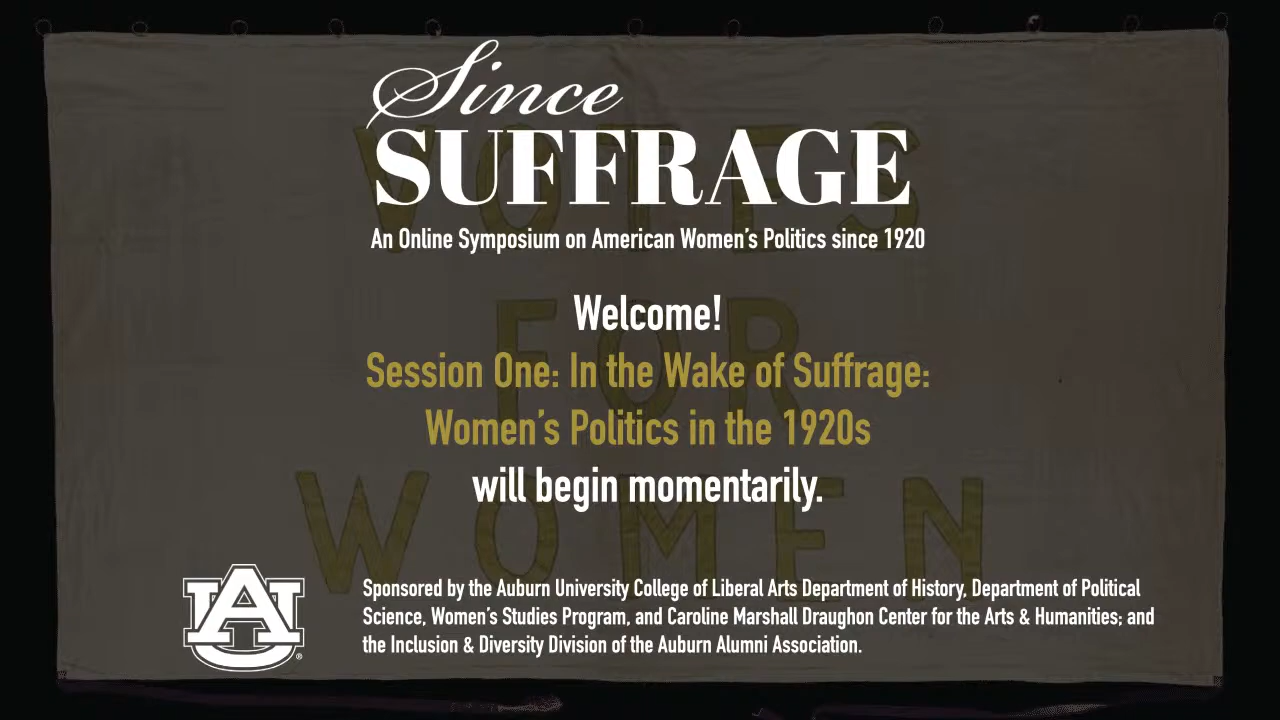 Since
SUFFRAGE
An Online Symposium on American Women's Politics since 1920
VOTES
Welcome!
FOR
Session One: In the Wake of Suffrage:
Women's Politics in the 1920s
will begin momentarily.
WOMEN
AU
Sponsored by the Auburn University College of Liberal Arts Department of History, Department of Political
Science, Women's Studies Program, and Caroline Marshall Draughon Center for the Arts & Humanities; and
the Inclusion & Diversity Division of the Auburn Alumni Association.